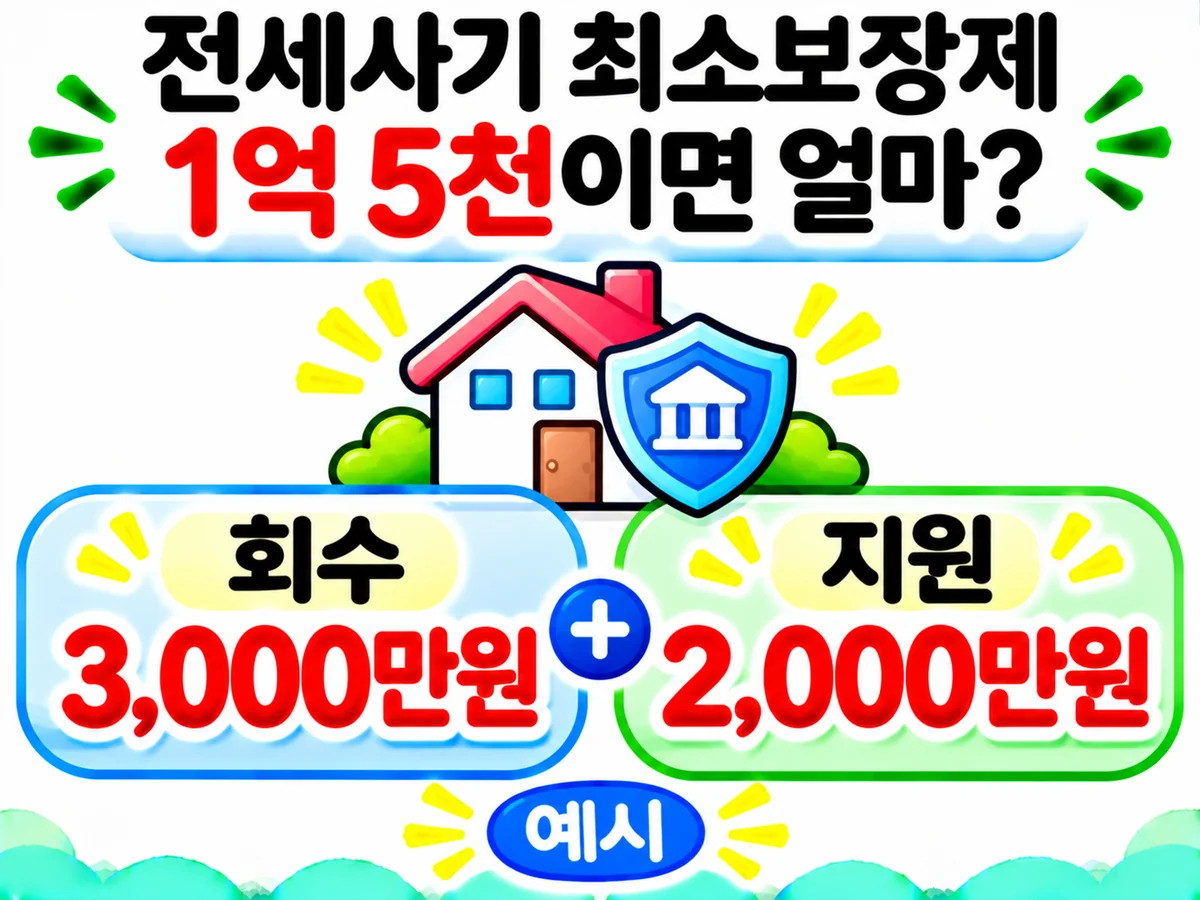 전세사기 최소보장제
1억 5천이면 얼마?
회수
3,000만원
+
지원
2,000만원
예시